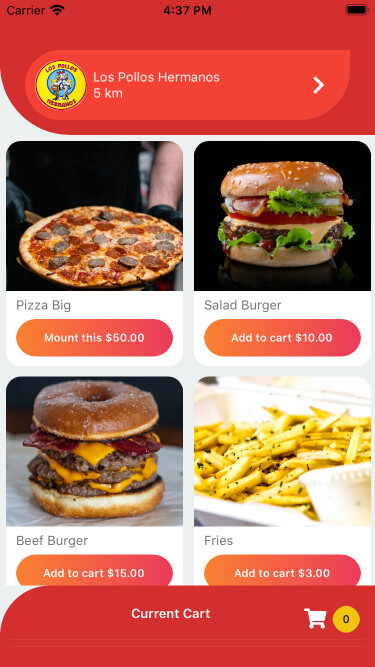 Carrier 4:37 PM
LOS POLLOS
HERMANOS
Los Pollos Hermanos
5 km
Pizza Big
Salad Burger
Mount this $50.00
Add to cart $10.00
Beef Burger
Fries
Add to cart $15.00
Add to cart $3.00
Current Cart
0